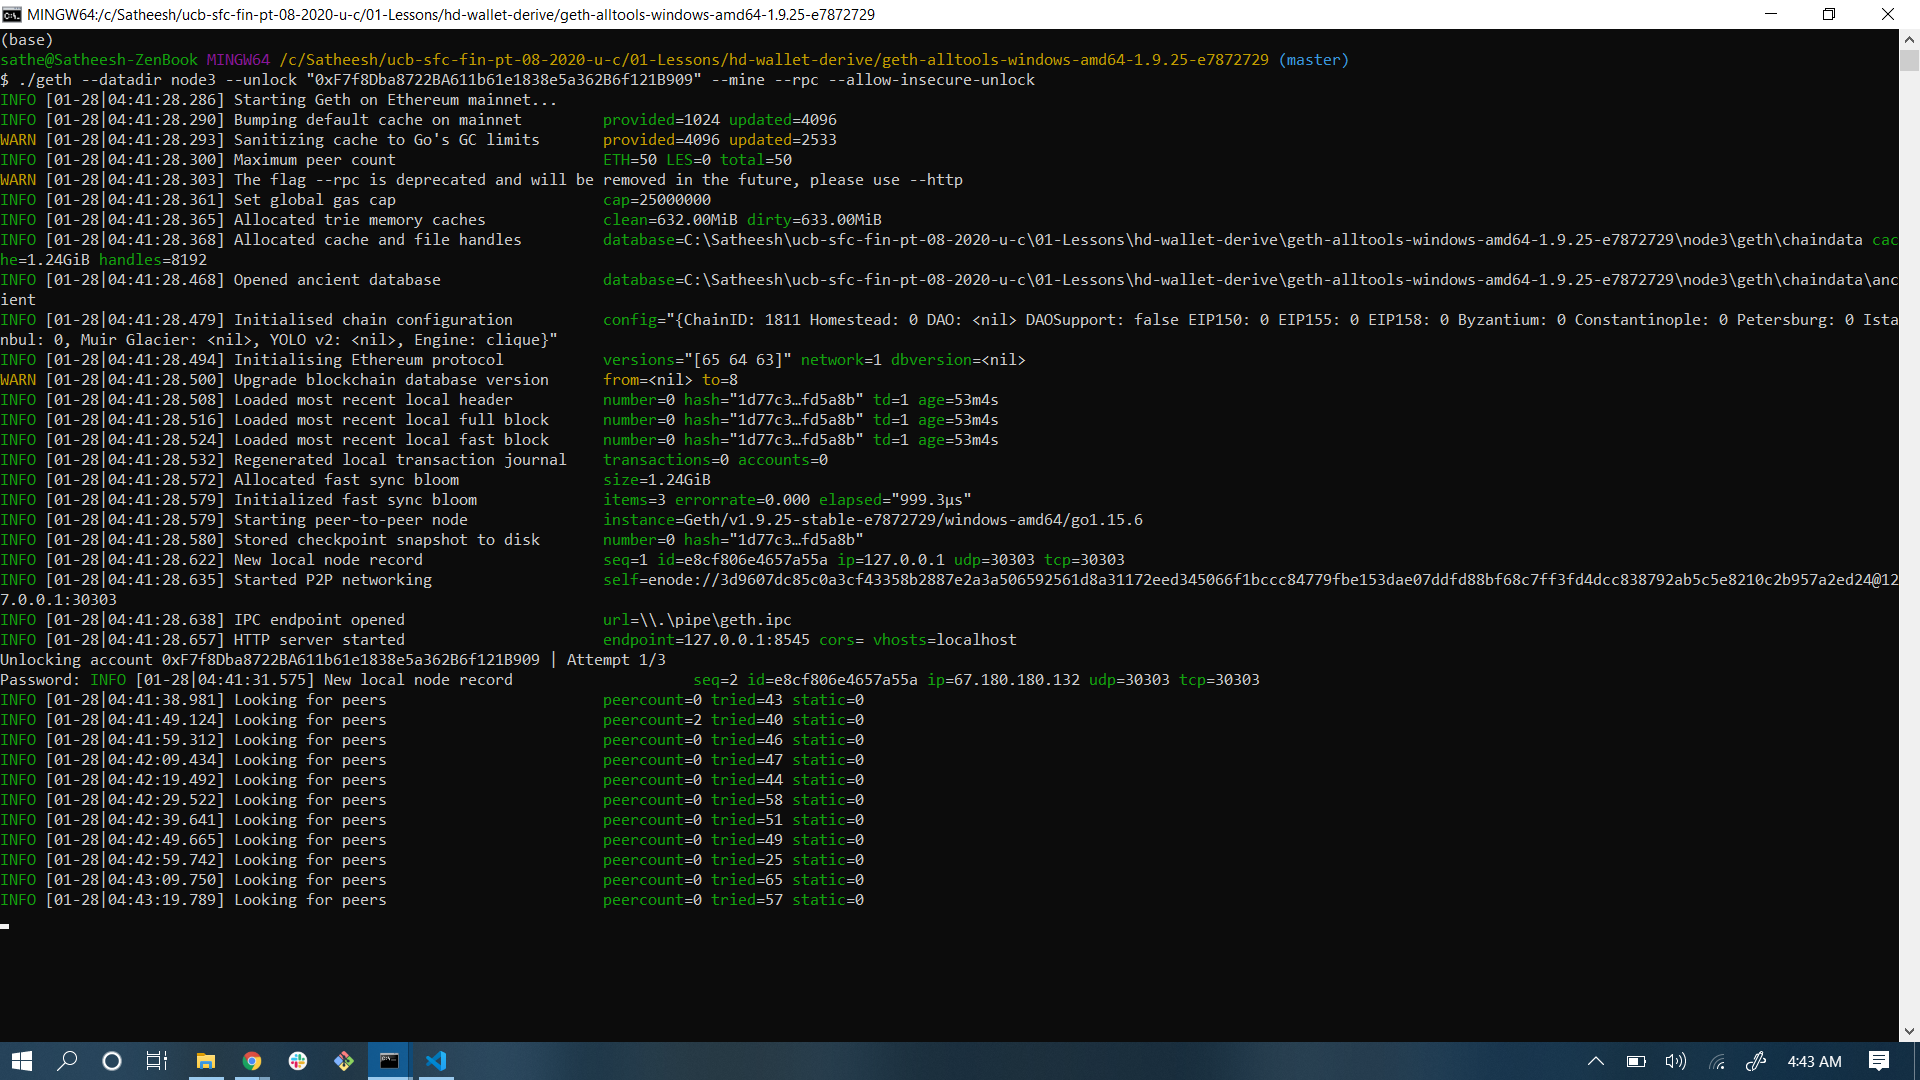 MINGW64:/c/Satheesh/ucb-sfc-fin-pt-08-2020-u-c/01-Lessons/hd-wallet-derive/geth-alltools-windows-amd64-1.9.25-e7872729
(base)
sathe@Satheesh-ZenBook MINGW64 /c/Satheesh/ucb-sfc-fin-pt-08-2020-u-c/01-Lessons/hd-wallet-derive/geth-alltools-windows-amd64-1.9.25-e7872729 (master)
$ ./geth --datadir node3 --unlock "0xF7f8Dba8722BA611b61e1838e5a362B6f121B909" --mine --rpc --allow-insecure-unlock
INFO [01-28|04:41:28.286] Starting Geth on Ethereum mainnet...
INFO [01-28|04:41:28.290] Bumping default cache on mainnet         provided=1024 updated=4096
WARN [01-28|04:41:28.293] Sanitizing cache to Go's GC limits       provided=4096 updated=2533
INFO [01-28|04:41:28.300] Maximum peer count                       ETH=50 LES=0 total=50
WARN [01-28|04:41:28.303] The flag --rpc is deprecated and will be removed in the future, please use --http
INFO [01-28|04:41:28.361] Set global gas cap                       cap=25000000
INFO [01-28|04:41:28.365] Allocated trie memory caches             clean=632.00MiB dirty=633.00MiB
INFO [01-28|04:41:28.368] Allocated cache and file handles         database=C:\Satheesh\ucb-sfc-fin-pt-08-2020-u-c\01-Lessons\hd-wallet-derive\geth-alltools-windows-amd64-1.9.25-e7872729\node3\geth\chaindata cac
he=1.24GiB handles=8192
INFO [01-28|04:41:28.468] Opened ancient database                  database=C:\Satheesh\ucb-sfc-fin-pt-08-2020-u-c\01-Lessons\hd-wallet-derive\geth-alltools-windows-amd64-1.9.25-e7872729\node3\geth\chaindata\anc
ient
INFO [01-28|04:41:28.479] Initialised chain configuration          config="{ChainID: 1811 Homestead: 0 DAO: <nil> DAOSupport: false EIP150: 0 EIP155: 0 EIP158: 0 Byzantium: 0 Constantinople: 0 Petersburg: 0 Ista
nbul: 0, Muir Glacier: <nil>, YOLO v2: <nil>, Engine: clique}"
INFO [01-28|04:41:28.494] Initialising Ethereum protocol           versions="[65 64 63]" network=1 dbversion=<nil>
WARN [01-28|04:41:28.500] Upgrade blockchain database version      from=<nil> to=8
INFO [01-28|04:41:28.508] Loaded most recent local header          number=0 hash="1d77c3…fd5a8b" td=1 age=53m4s
INFO [01-28|04:41:28.516] Loaded most recent local full block      number=0 hash="1d77c3…fd5a8b" td=1 age=53m4s
INFO [01-28|04:41:28.524] Loaded most recent local fast block      number=0 hash="1d77c3…fd5a8b" td=1 age=53m4s
INFO [01-28|04:41:28.532] Regenerated local transaction journal    transactions=0 accounts=0
INFO [01-28|04:41:28.572] Allocated fast sync bloom                size=1.24GiB
INFO [01-28|04:41:28.579] Initialized fast sync bloom              items=3 errorrate=0.000 elapsed="999.3µs"
INFO [01-28|04:41:28.579] Starting peer-to-peer node               instance=Geth/v1.9.25-stable-e7872729/windows-amd64/go1.15.6
INFO [01-28|04:41:28.580] Stored checkpoint snapshot to disk       number=0 hash="1d77c3…fd5a8b"
INFO [01-28|04:41:28.622] New local node record                    seq=1 id=e8cf806e4657a55a ip=127.0.0.1 udp=30303 tcp=30303
INFO [01-28|04:41:28.635] Started P2P networking                   self=enode://3d9607dc85c0a3cf43358b2887e2a3a506592561d8a31172eed345066f1bccc84779fbe153dae07ddfd88bf68c7ff3fd4dcc838792ab5c5e8210c2b957a2ed24@12
7.0.0.1:30303
INFO [01-28|04:41:28.638] IPC endpoint opened                      url=\\.\pipe\geth.ipc
INFO [01-28|04:41:28.657] HTTP server started                      endpoint=127.0.0.1:8545 cors= vhosts=localhost
Unlocking account 0xF7f8Dba8722BA611b61e1838e5a362B6f121B909 | Attempt 1/3
Password: INFO [01-28|04:41:31.575] New local node record                    seq=2 id=e8cf806e4657a55a ip=67.180.180.132 udp=30303 tcp=30303
INFO [01-28|04:41:38.981] Looking for peers                        peercount=0 tried=43 static=0
INFO [01-28|04:41:49.124] Looking for peers                        peercount=2 tried=40 static=0
INFO [01-28|04:41:59.312] Looking for peers                        peercount=0 tried=46 static=0
INFO [01-28|04:42:09.434] Looking for peers                        peercount=0 tried=47 static=0
INFO [01-28|04:42:19.492] Looking for peers                        peercount=0 tried=44 static=0
INFO [01-28|04:42:29.522] Looking for peers                        peercount=0 tried=58 static=0
INFO [01-28|04:42:39.641] Looking for peers                        peercount=0 tried=51 static=0
INFO [01-28|04:42:49.665] Looking for peers                        peercount=0 tried=49 static=0
INFO [01-28|04:42:59.742] Looking for peers                        peercount=0 tried=25 static=0
INFO [01-28|04:43:09.750] Looking for peers                        peercount=0 tried=65 static=0
INFO [01-28|04:43:19.789] Looking for peers                        peercount=0 tried=57 static=0
4:43 AM